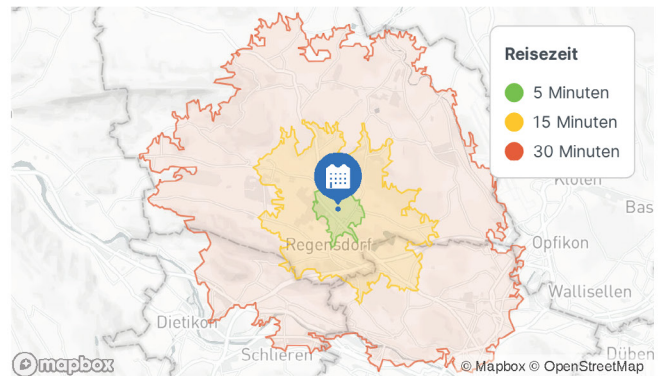 Reisezeit
5 Minuten
15 Minuten
30 Minuten
Kloten
Bas
Regensdorf
Opfikon
Wallisellen
Dietikon
Schlieren
Düben
mapbox
© Mapbox © OpenStreetMap